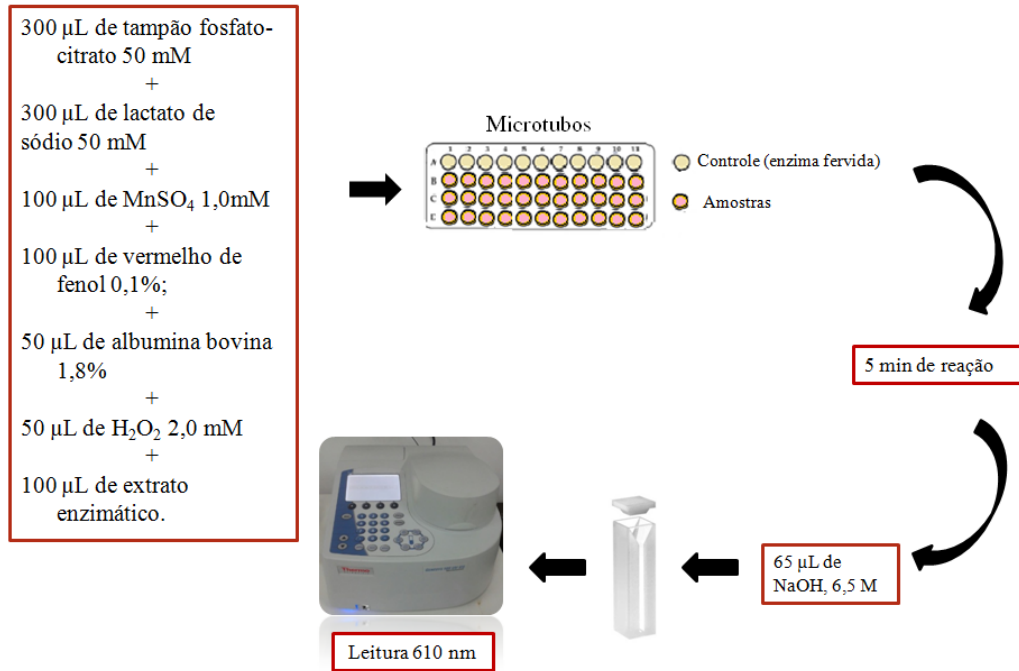 300 µL de tampão fosfato-
citrato 50 mM
+
300 µL de lactato de
sódio 50 mM
+
100 µL de MnSO₄ 1,0mM
+
100 µL de vermelho de
fenol 0,1%;
+
50 µL de albumina bovina
1,8%
+
50 µL de H₂O₂ 2,0 mM
+
100 µL de extrato
enzimático.
Microtubos
1 2 3 4 5 6 7 8 9 10 11
A
B
C
E
Controle (enzima fervida)
Amostras
5 min de reação
65 µL de
NaOH, 6,5 M
Thermo
Leitura 610 nm